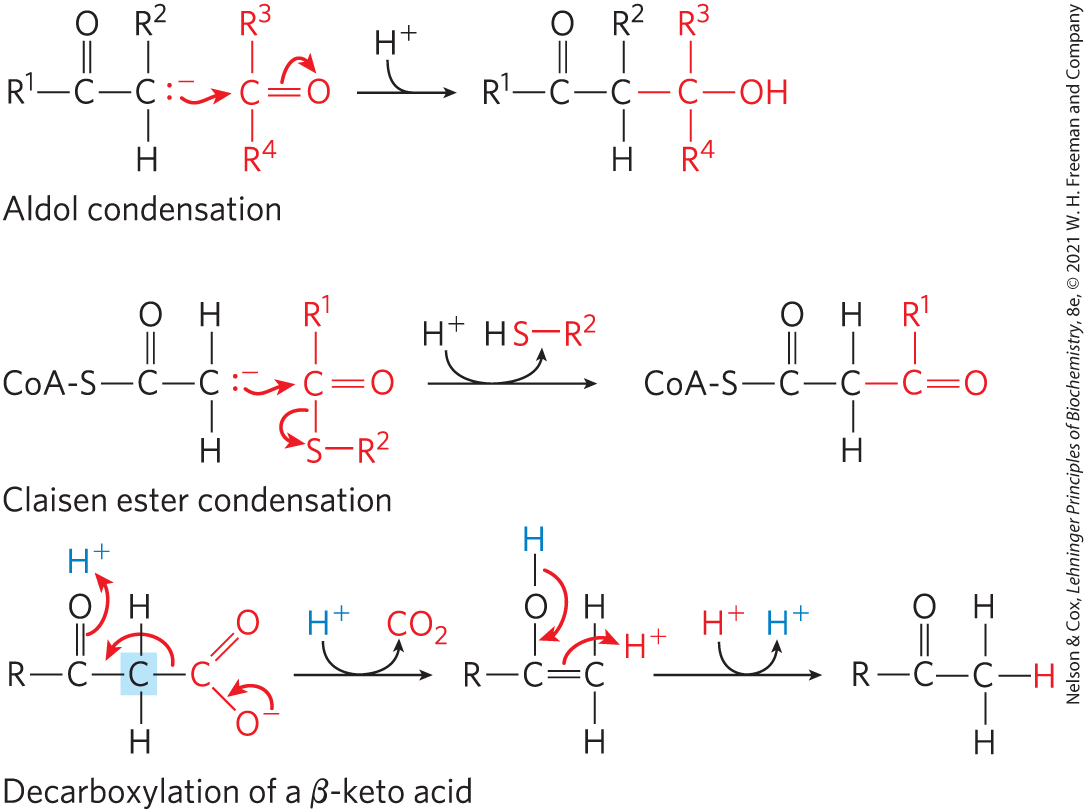 O R² R³ O R² R³
H⁺
R¹ C C :⁻ C O R¹ C C C OH
H R⁴ H R⁴
Aldol condensation
O H R¹ O H R¹
H⁺ HS R²
CoA-S C C :⁻ C O CoA-S C C C O
H S R² H
Claisen ester condensation
H⁺ H
O H O H⁺ CO₂ O H H⁺ H⁺ O H
H⁺
R C C C R C C R C C H
H O⁻ H H
Decarboxylation of a β-keto acid
Nelson & Cox, Lehninger Principles of Biochemistry, 8e, © 2021 W. H. Freeman and Company